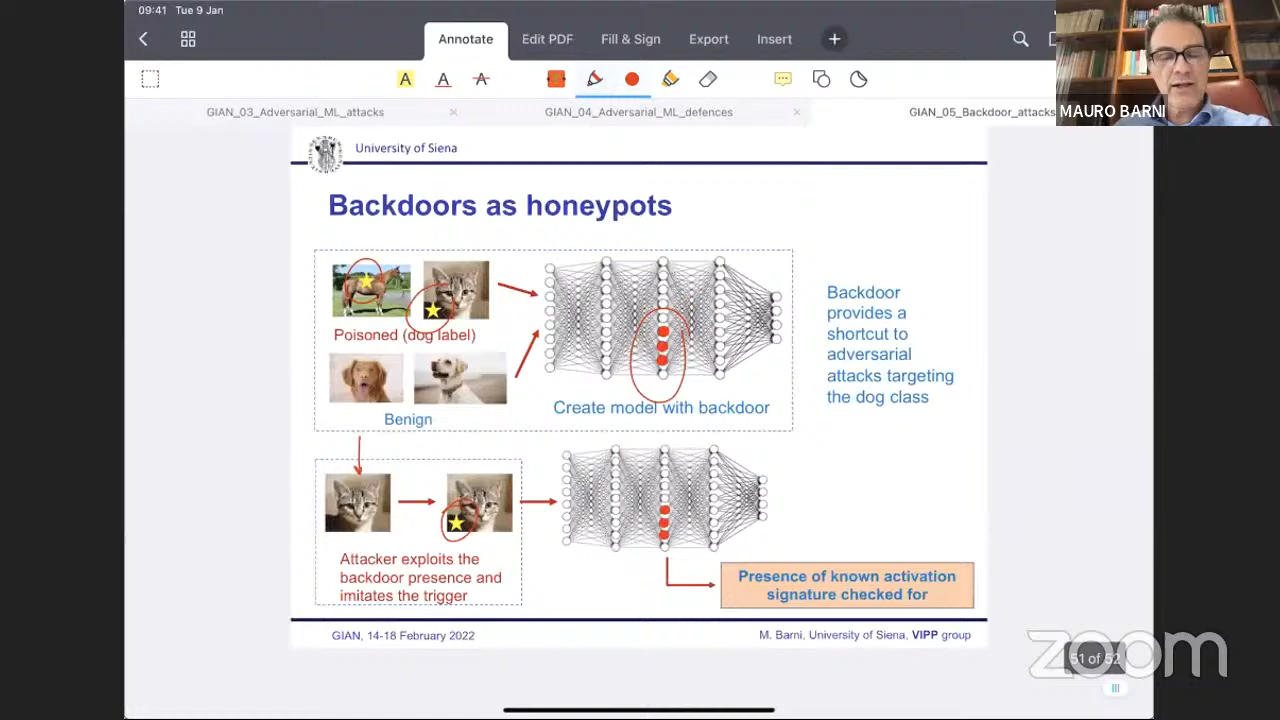 09:41 Tue 9 Jan
Annotate Edit PDF Fill & Sign Export Insert
A A A
GIAN_03_Adversarial_ML_attacks GIAN_04_Adversarial_ML_defences GIAN_05_Backdoor_attacks
MAURO BARNI
University of Siena
Backdoors as honeypots
Poisoned (dog label)
Benign
Create model with backdoor
Backdoor
provides a
shortcut to
adversarial
attacks targeting
the dog class
Attacker exploits the
backdoor presence and
imitates the trigger
Presence of known activation
signature checked for
GIAN, 14-18 February 2022
M. Barni, University of Siena, VIPP group
51 of 52
zoom